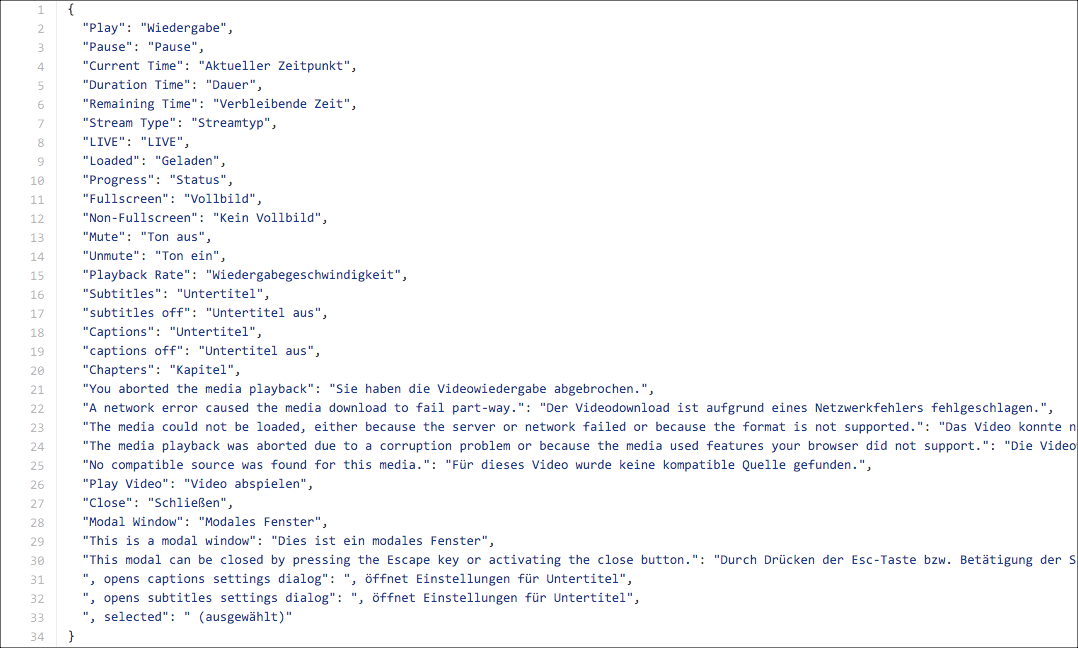 1 {
2 "Play": "Wiedergabe",
3 "Pause": "Pause",
4 "Current Time": "Aktueller Zeitpunkt",
5 "Duration Time": "Dauer",
6 "Remaining Time": "Verbleibende Zeit",
7 "Stream Type": "Streamtyp",
8 "LIVE": "LIVE",
9 "Loaded": "Geladen",
10 "Progress": "Status",
11 "Fullscreen": "Vollbild",
12 "Non-Fullscreen": "Kein Vollbild",
13 "Mute": "Ton aus",
14 "Unmute": "Ton ein",
15 "Playback Rate": "Wiedergabegeschwindigkeit",
16 "Subtitles": "Untertitel",
17 "subtitles off": "Untertitel aus",
18 "Captions": "Untertitel",
19 "captions off": "Untertitel aus",
20 "Chapters": "Kapitel",
21 "You aborted the media playback": "Sie haben die Videowiedergabe abgebrochen.",
22 "A network error caused the media download to fail part-way.": "Der Videodownload ist aufgrund eines Netzwerkfehlers fehlgeschlagen.",
23 "The media could not be loaded, either because the server or network failed or because the format is not supported.": "Das Video konnte n
24 "The media playback was aborted due to a corruption problem or because the media used features your browser did not support.": "Die Video
25 "No compatible source was found for this media.": "Für dieses Video wurde keine kompatible Quelle gefunden.",
26 "Play Video": "Video abspielen",
27 "Close": "Schließen",
28 "Modal Window": "Modales Fenster",
29 "This is a modal window": "Dies ist ein modales Fenster",
30 "This modal can be closed by pressing the Escape key or activating the close button.": "Durch Drücken der Esc-Taste bzw. Betätigung der S
31 ", opens captions settings dialog": ", öffnet Einstellungen für Untertitel",
32 ", opens subtitles settings dialog": ", öffnet Einstellungen für Untertitel",
33 ", selected": " (ausgewählt)"
34 }